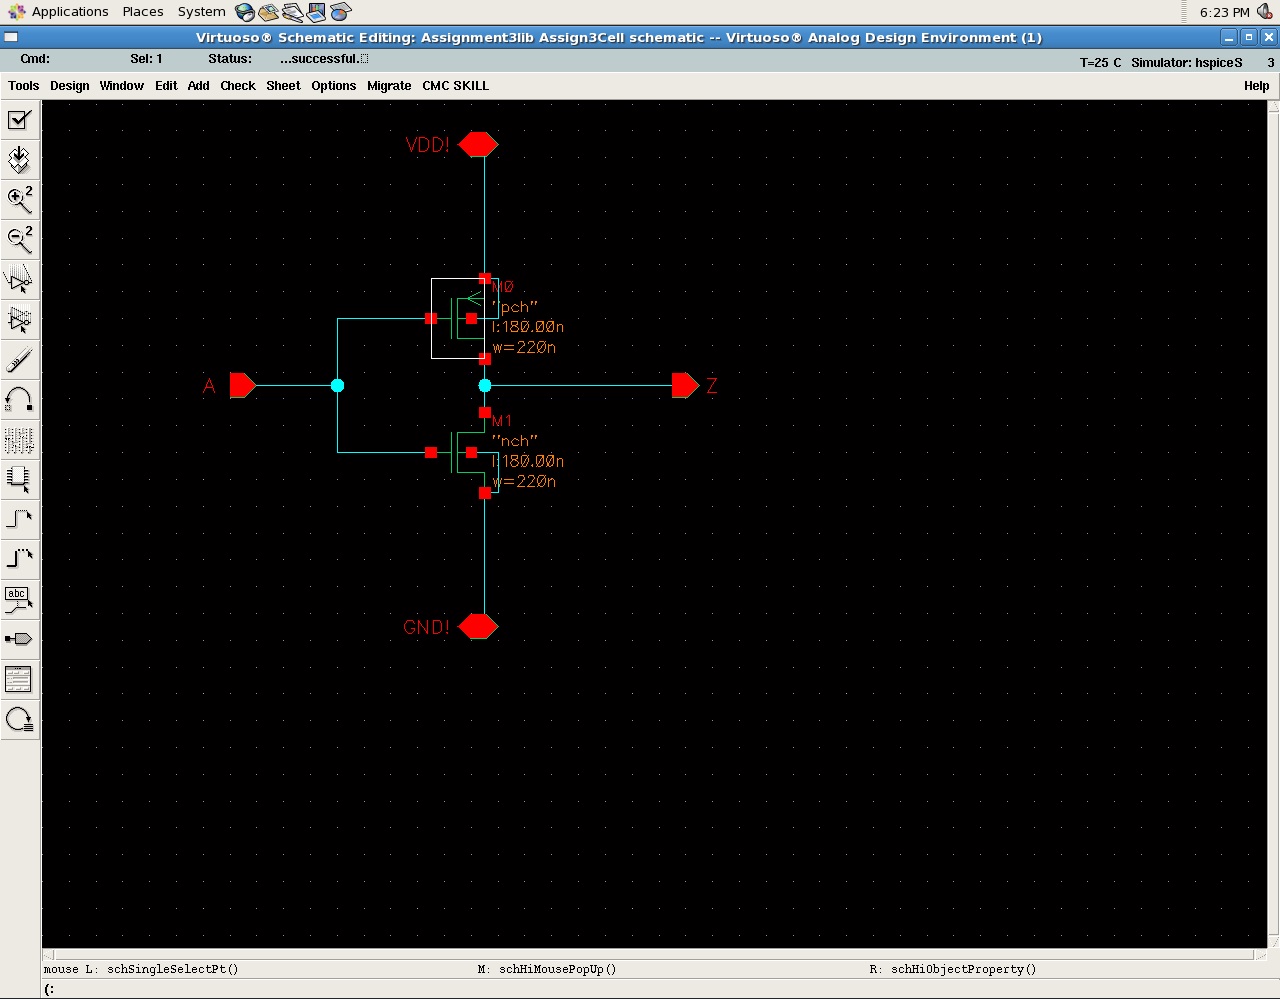 Applications Places System 6:23 PM
Virtuoso® Schematic Editing: Assignment3lib Assign3Cell schematic -- Virtuoso® Analog Design Environment (1)
Cmd: Sel: 1 Status: ...successful. T=25 C Simulator: hspiceS 3
Tools Design Window Edit Add Check Sheet Options Migrate CMC SKILL Help
VDD!
2
M0
"pch"
l:180.00n
w=220n
2
A
Z
M1
"nch"
l:180.00n
w=220n
abc
GND!
mouse L: schSingleSelectPt() M: schHiMousePopUp() R: schHiObjectProperty()
(: